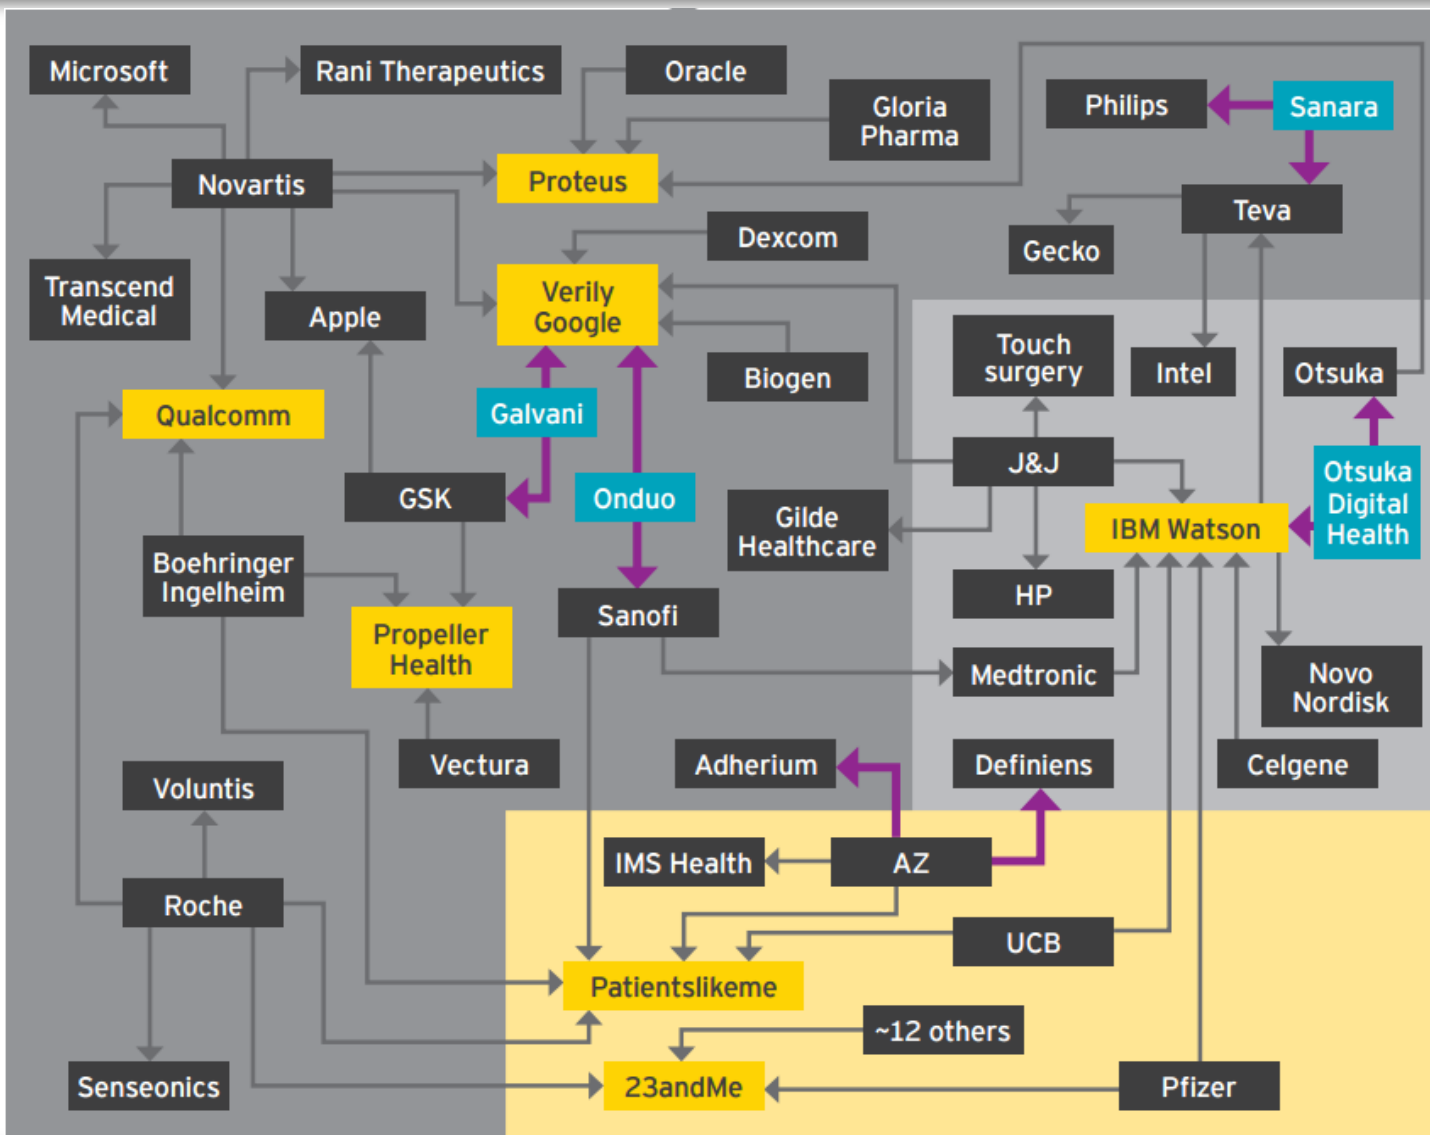 Microsoft
Rani Therapeutics
Oracle
Gloria
Pharma
Philips
Sanara
Novartis
Proteus
Teva
Dexcom
Gecko
Transcend
Medical
Apple
Verily
Google
Biogen
Touch
surgery
Intel
Otsuka
Qualcomm
Galvani
J&J
Otsuka
Digital
Health
GSK
Onduo
Gilde
Healthcare
IBM Watson
Boehringer
Ingelheim
HP
Sanofi
Propeller
Health
Medtronic
Novo
Nordisk
Vectura
Adherium
Definiens
Celgene
Voluntis
IMS Health
AZ
Roche
UCB
Patientslikeme
~12 others
Senseonics
23andMe
Pfizer